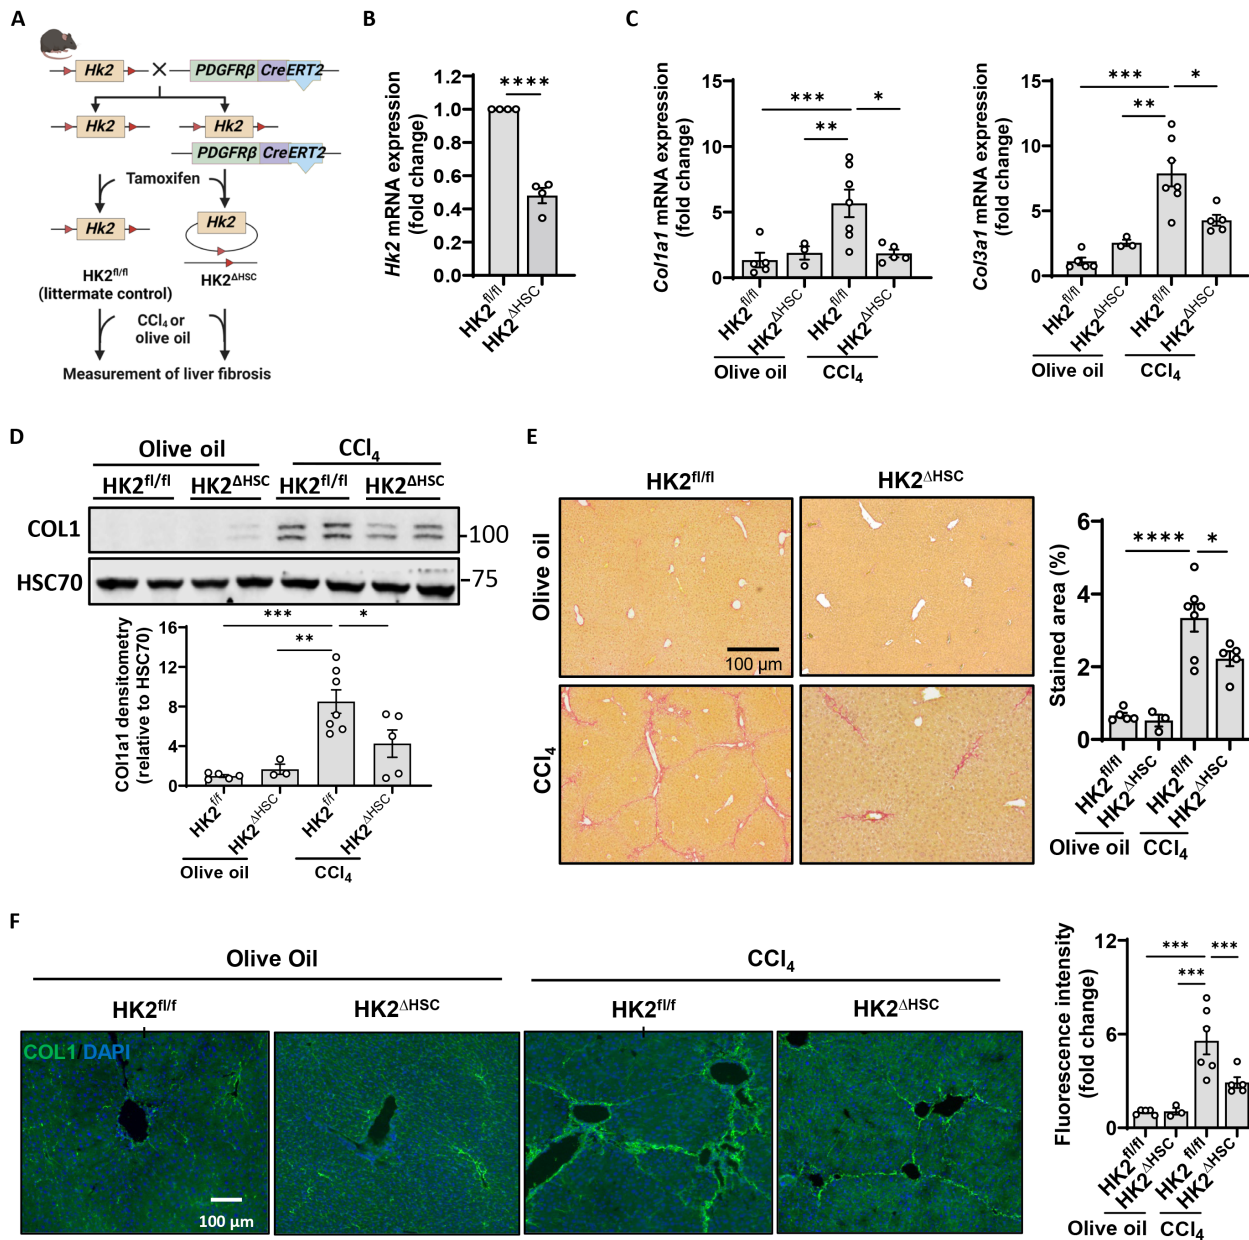 A
Hk2
PDGFRβ CreERT2
Hk2
Hk2
PDGFRβ CreERT2
Tamoxifen
Hk2
Hk2
HK2fl/fl
(littermate control)
HK2ΔHSC
CCl4 or
olive oil
Measurement of liver fibrosis
B
Hk2 mRNA expression
(fold change)
1.2
1.0
0.8
0.6
0.4
0.2
0.0
****
HK2fl/fl
HK2ΔHSC
C
Col1a1 mRNA expression
(fold change)
15
10
5
0
***
*
**
HK2fl/fl
HK2ΔHSC
HK2fl/fl
HK2ΔHSC
Olive oil
CCl4
Col3a1 mRNA expression
(fold change)
15
10
5
0
***
*
**
HK2fl/fl
HK2ΔHSC
HK2fl/fl
HK2ΔHSC
Olive oil
CCl4
D
Olive oil
CCl4
HK2fl/fl
HK2ΔHSC
HK2fl/fl
HK2ΔHSC
COL1
-100
HSC70
-75
COl1a1 densitometry
(relative to HSC70)
16
12
8
4
0
***
*
**
HK2f/f
HK2ΔHSC
HK2f/f
HK2ΔHSC
Olive oil
CCl4
E
HK2fl/fl
HK2ΔHSC
Olive oil
CCl4
100 µm
Stained area (%)
6
4
2
0
****
*
HK2fl/fl
HK2ΔHSC
HK2fl/fl
HK2ΔHSC
Olive oil
CCl4
F
Olive Oil
CCl4
HK2fl/f
HK2ΔHSC
HK2fl/f
HK2ΔHSC
COL1/DAPI
100 µm
Fluorescence intensity
(fold change)
12
6
0
***
***
***
HK2fl/fl
HK2ΔHSC
HK2fl/fl
HK2ΔHSC
Olive oil
CCl4